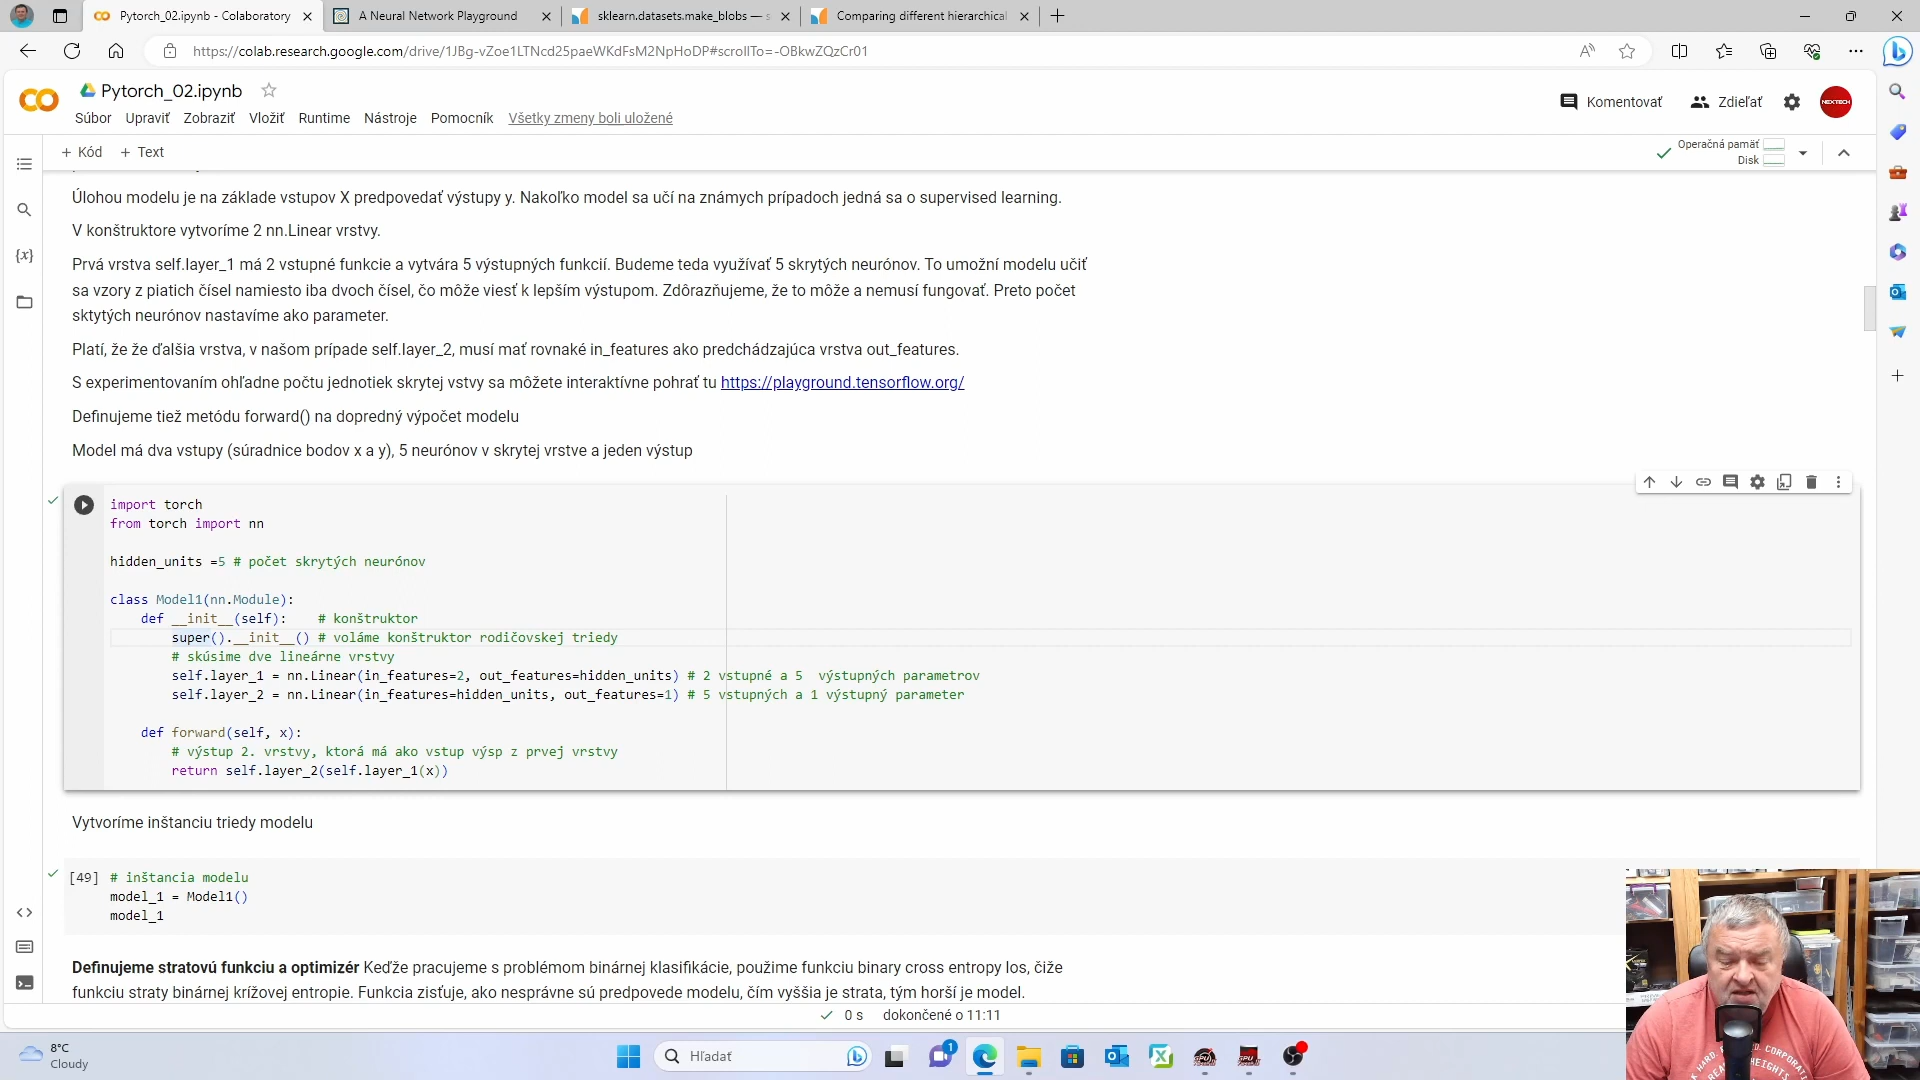 Pytorch_02.ipynb - Colaboratory
A Neural Network Playground
sklearn.datasets.make_blobs — s
Comparing different hierarchical
https://colab.research.google.com/drive/1JBg-vZoe1LTNcd25paeWKdFsM2NpHoDP#scrollTo=-OBkwZQzCr01
Pytorch_02.ipynb
Komentovať
Zdieľať
NEXTECH
Súbor Upraviť Zobraziť Vložiť Runtime Nástroje Pomocník Všetky zmeny boli uložené
+ Kód + Text
Operačná pamäť
Disk
Úlohou modelu je na základe vstupov X predpovedať výstupy y. Nakoľko model sa učí na známych prípadoch jedná sa o supervised learning.
V konštruktore vytvoríme 2 nn.Linear vrstvy.
Prvá vrstva self.layer_1 má 2 vstupné funkcie a vytvára 5 výstupných funkcií. Budeme teda využívať 5 skrytých neurónov. To umožní modelu učiť
sa vzory z piatich čísel namiesto iba dvoch čísel, čo môže viesť k lepším výstupom. Zdôrazňujeme, že to môže a nemusí fungovať. Preto počet
sktytých neurónov nastavíme ako parameter.
Platí, že že ďalšia vrstva, v našom prípade self.layer_2, musí mať rovnaké in_features ako predchádzajúca vrstva out_features.
S experimentovaním ohľadne počtu jednotiek skrytej vstvy sa môžete interaktívne pohrať tu https://playground.tensorflow.org/
Definujeme tiež metódu forward() na dopredný výpočet modelu
Model má dva vstupy (súradnice bodov x a y), 5 neurónov v skrytej vrstve a jeden výstup
import torch
from torch import nn
hidden_units =5 # počet skrytých neurónov
class Model1(nn.Module):
def __init__(self): # konštruktor
super().__init__() # voláme konštruktor rodičovskej triedy
# skúsime dve lineárne vrstvy
self.layer_1 = nn.Linear(in_features=2, out_features=hidden_units) # 2 vstupné a 5 výstupných parametrov
self.layer_2 = nn.Linear(in_features=hidden_units, out_features=1) # 5 vstupných a 1 výstupný parameter
def forward(self, x):
# výstup 2. vrstvy, ktorá má ako vstup výsp z prvej vrstvy
return self.layer_2(self.layer_1(x))
Vytvoríme inštanciu triedy modelu
[49] # inštancia modelu
model_1 = Model1()
model_1
Definujeme stratovú funkciu a optimizér Keďže pracujeme s problémom binárnej klasifikácie, použime funkciu binary cross entropy los, čiže
funkciu straty binárnej krížovej entropie. Funkcia zisťuje, ako nesprávne sú predpovede modelu, čím vyššia je strata, tým horší je model.
0 s dokončené o 11:11
8°C
Cloudy
Hľadať
1